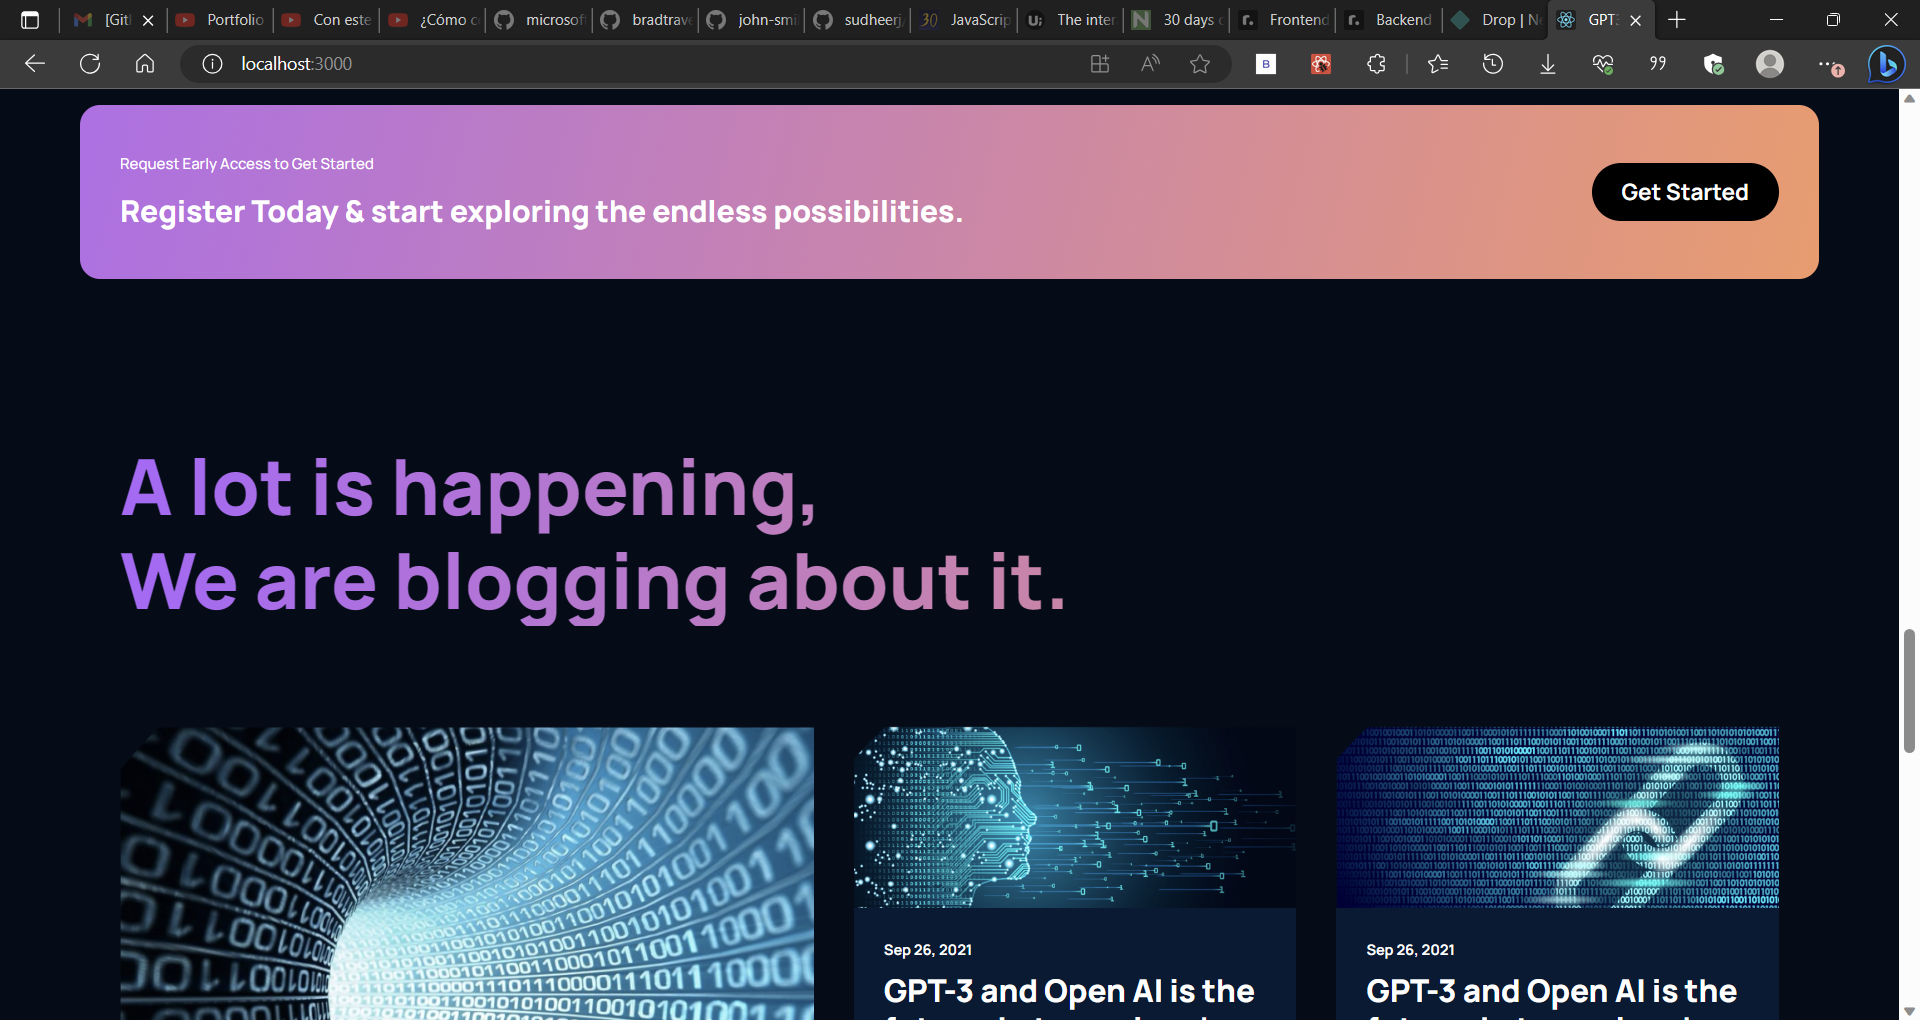 [Git
Portfolio
Con este
¿Cómo c
microsof
bradtrave
john-smi
sudheerj
30 JavaScrip
U: The inter
N 30 days
r. Frontend
r. Backend
Drop | Ne
GPT
localhost:3000
Request Early Access to Get Started
Register Today & start exploring the endless possibilities.
Get Started
A lot is happening,
We are blogging about it.
Sep 26, 2021
GPT-3 and Open AI is the
Sep 26, 2021
GPT-3 and Open AI is the